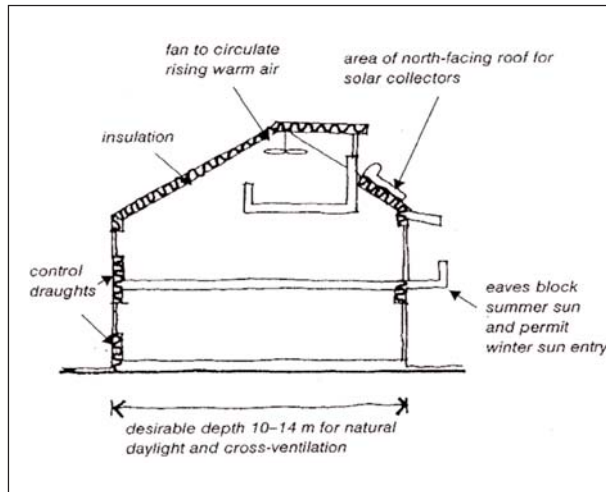 fan to circulate
rising warm air
area of north-facing roof for
solar collectors
insulation
control
draughts
eaves block
summer sun
and permit
winter sun entry
desirable depth 10–14 m for natural
daylight and cross-ventilation